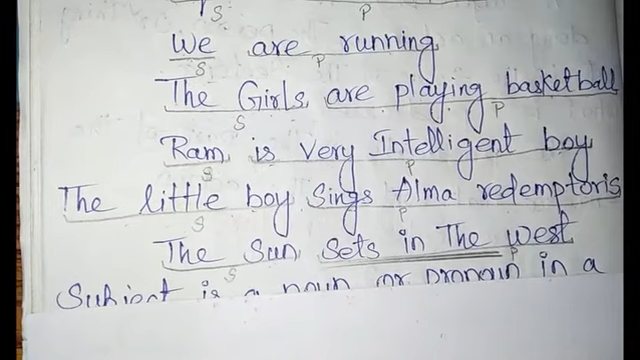 S P
We are running
S P
The Girls are playing basketball
S P
Ram is very Intelligent boy
S P
The little boy Sings Alma redemptoris
S P
The Sun Sets in The west
S P
Subject is a noun or pronoun in a